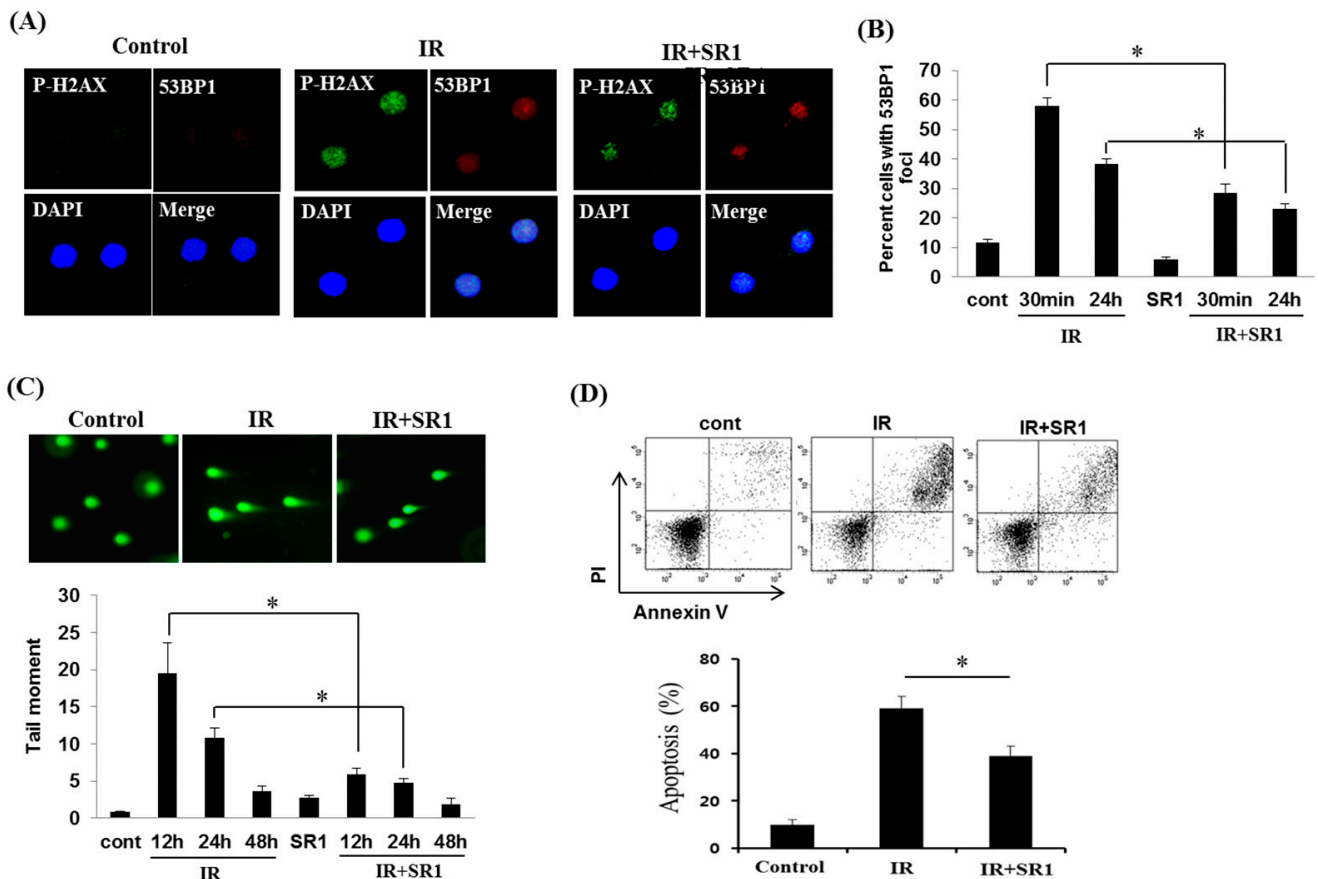 (A)
Control
IR
IR+SR1
P-H2AX
53BP1
P-H2AX
53BP1
P-H2AX
53BP1
DAPI
Merge
DAPI
Merge
DAPI
Merge
(B)
Percent cells with 53BP1
foci
70
60
50
40
30
20
10
0
*
*
cont 30min 24h SR1 30min 24h
IR IR+SR1
(C)
Control IR IR+SR1
Tail moment
30
25
20
15
10
5
0
*
*
cont 12h 24h 48h SR1 12h 24h 48h
IR IR+SR1
(D)
cont IR IR+SR1
PI
Annexin V
Apoptosis (%)
80
60
40
20
0
*
Control IR IR+SR1